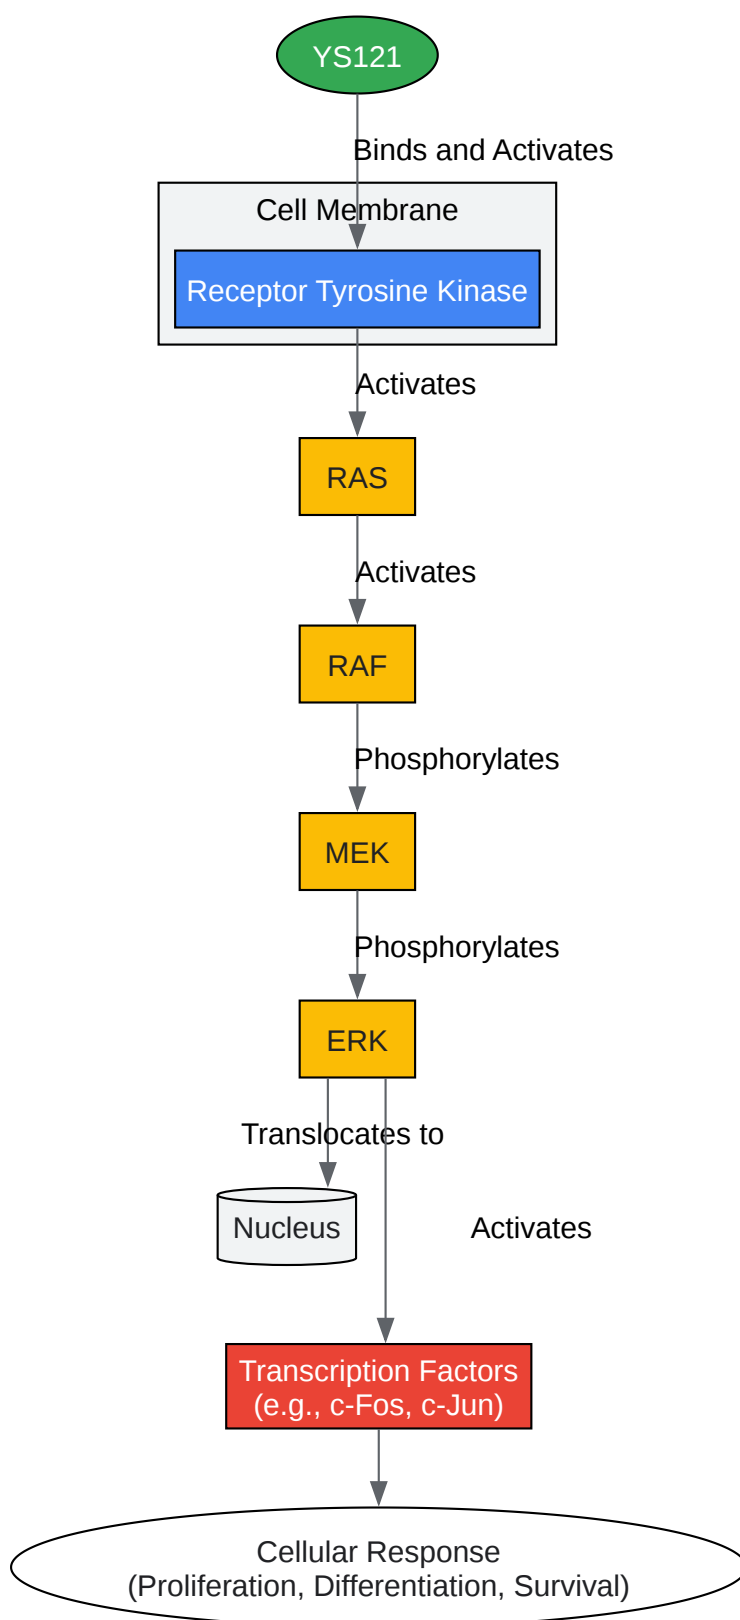 YS121
Binds and Activates
Cell Membrane
Receptor Tyrosine Kinase
Activates
RAS
Activates
RAF
Phosphorylates
MEK
Phosphorylates
ERK
Translocates to
Nucleus
Activates
Transcription Factors
(e.g., c-Fos, c-Jun)
Cellular Response
(Proliferation, Differentiation, Survival)